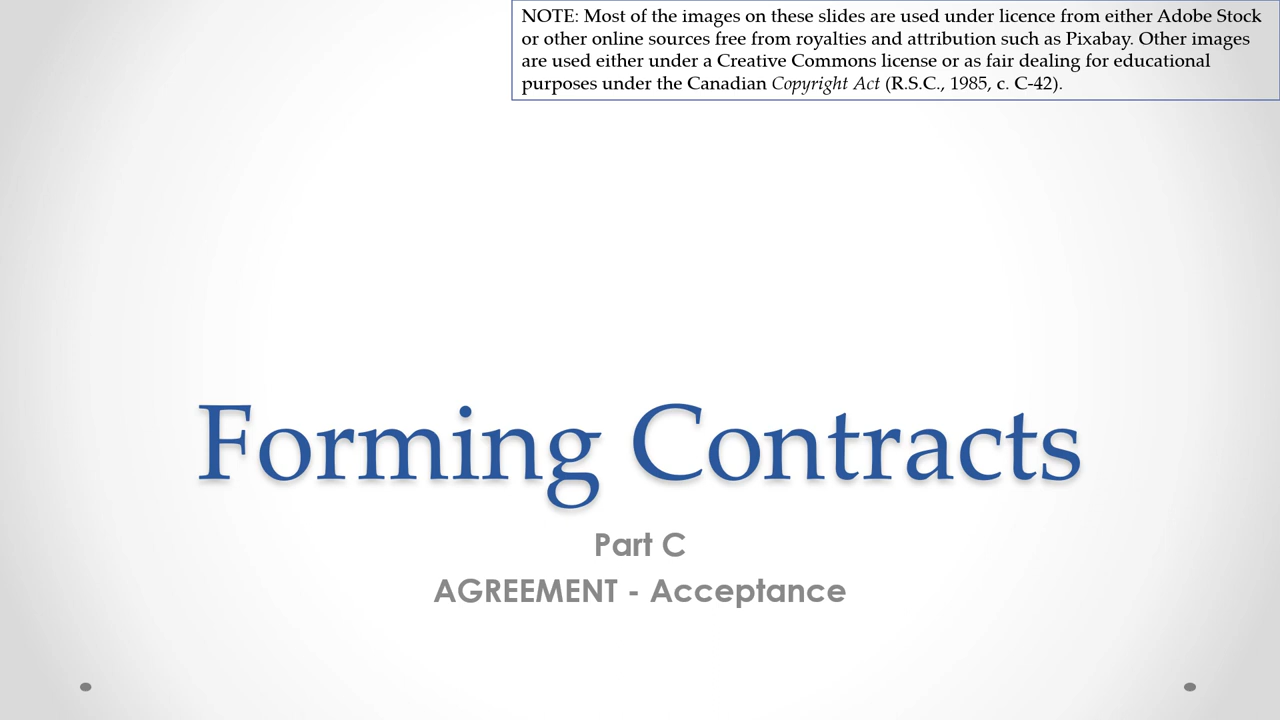 NOTE: Most of the images on these slides are used under licence from either Adobe Stock
or other online sources free from royalties and attribution such as Pixabay. Other images
are used either under a Creative Commons license or as fair dealing for educational
purposes under the Canadian Copyright Act (R.S.C., 1985, c. C-42).
Forming Contracts
Part C
AGREEMENT - Acceptance